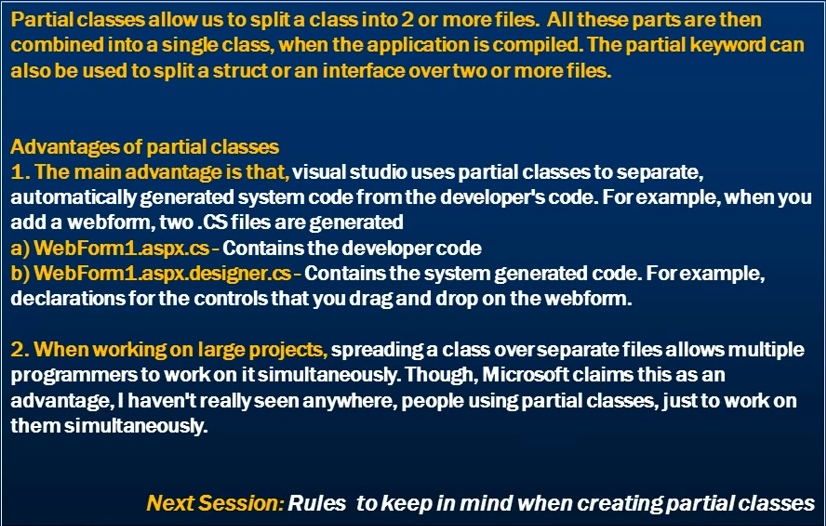 Partial classes allow us to split a class into 2 or more files. All these parts are then
combined into a single class, when the application is compiled. The partial keyword can
also be used to split a struct or an interface over two or more files.
Advantages of partial classes
1. The main advantage is that, visual studio uses partial classes to separate,
automatically generated system code from the developer's code. For example, when you
add a webform, two .CS files are generated
a) WebForm1.aspx.cs - Contains the developer code
b) WebForm1.aspx.designer.cs - Contains the system generated code. For example,
declarations for the controls that you drag and drop on the webform.
2. When working on large projects, spreading a class over separate files allows multiple
programmers to work on it simultaneously. Though, Microsoft claims this as an
advantage, I haven't really seen anywhere, people using partial classes, just to work on
them simultaneously.
Next Session: Rules to keep in mind when creating partial classes